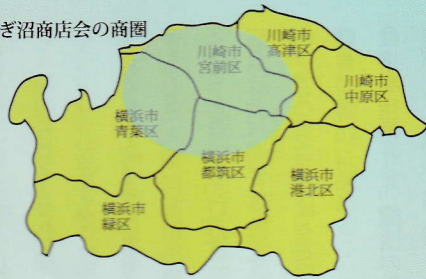 ぎ沼商店会の商圏
川崎市
高津区
川崎市
宮前区
川崎市
中原区
横浜市
青葉区
横浜市
都筑区
横浜市
港北区
横浜市
緑区